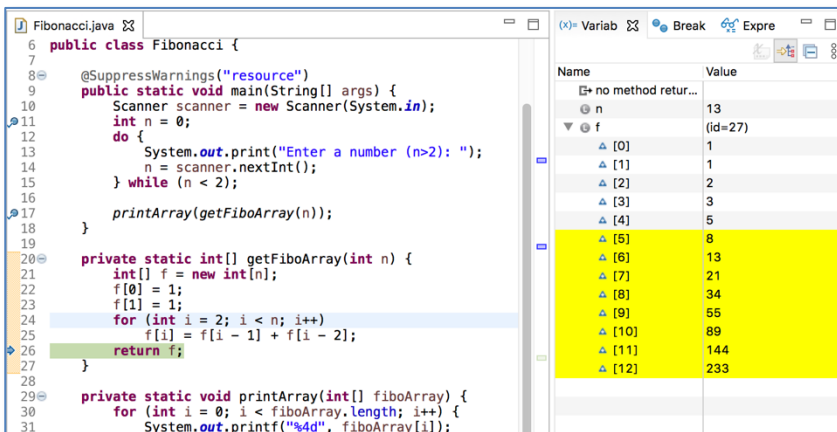 Fibonacci.java
6 public class Fibonacci {
7
8 @SuppressWarnings("resource")
9 public static void main(String[] args) {
10 Scanner scanner = new Scanner(System.in);
11 int n = 0;
12 do {
13 System.out.print("Enter a number (n>2): ");
14 n = scanner.nextInt();
15 } while (n < 2);
16
17 printArray(getFiboArray(n));
18 }
19
20 private static int[] getFiboArray(int n) {
21 int[] f = new int[n];
22 f[0] = 1;
23 f[1] = 1;
24 for (int i = 2; i < n; i++)
25 f[i] = f[i - 1] + f[i - 2];
26 return f;
27 }
28
29 private static void printArray(int[] fiboArray) {
30 for (int i = 0; i < fiboArray.length; i++) {
31 System.out.printf("%4d", fiboArray[i]);
(x)= Variab Break Expre
Name Value
no method retur...
n 13
f (id=27)
[0] 1
[1] 1
[2] 2
[3] 3
[4] 5
[5] 8
[6] 13
[7] 21
[8] 34
[9] 55
[10] 89
[11] 144
[12] 233